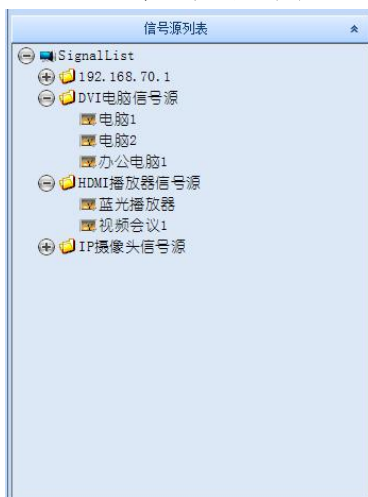 信号源列表
SignalList
192.168.70.1
DVI电脑信号源
电脑1
电脑2
办公电脑1
HDMI播放器信号源
蓝光播放器
视频会议1
IP摄像头信号源